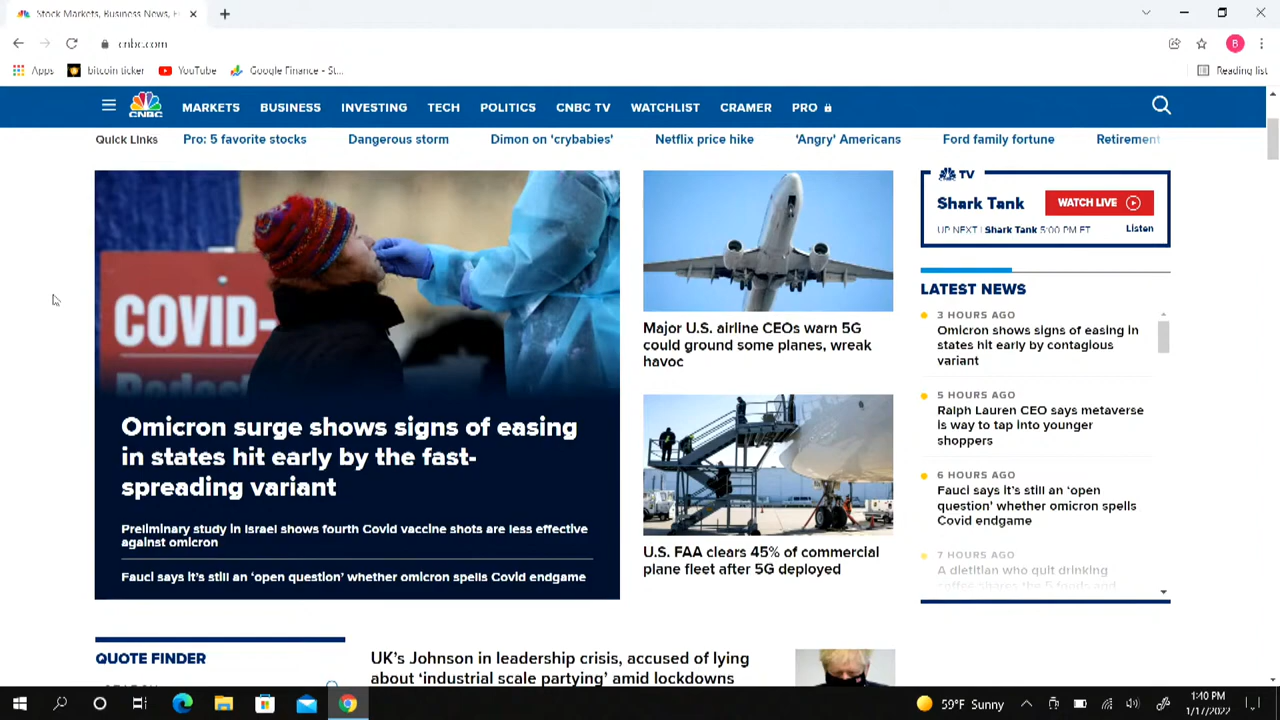 Stock Markets, Business News,
cnbc.com
B
Apps
bitcoin ticker
YouTube
Google Finance - St...
Reading list
CNBC
MARKETS
BUSINESS
INVESTING
TECH
POLITICS
CNBC TV
WATCHLIST
CRAMER
PRO
Quick Links
Pro: 5 favorite stocks
Dangerous storm
Dimon on ‘crybabies’
Netflix price hike
‘Angry’ Americans
Ford family fortune
Retirement
COVID-
Omicron surge shows signs of easing
in states hit early by the fast-
spreading variant
Preliminary study in Israel shows fourth Covid vaccine shots are less effective
against omicron
Fauci says it’s still an ‘open question’ whether omicron spells Covid endgame
Major U.S. airline CEOs warn 5G
could ground some planes, wreak
havoc
U.S. FAA clears 45% of commercial
plane fleet after 5G deployed
CNBC TV
Shark Tank
WATCH LIVE
UP NEXT | Shark Tank 5:00 PM ET
Listen
LATEST NEWS
3 HOURS AGO
Omicron shows signs of easing in
states hit early by contagious
variant
5 HOURS AGO
Ralph Lauren CEO says metaverse
is way to tap into younger
shoppers
6 HOURS AGO
Fauci says it’s still an ‘open
question’ whether omicron spells
Covid endgame
7 HOURS AGO
A dietitian who quit drinking
coffee shares ‘the 5 foods and
QUOTE FINDER
UK’s Johnson in leadership crisis, accused of lying
about ‘industrial scale partying’ amid lockdowns
59°F Sunny
1:40 PM
1/17/2022